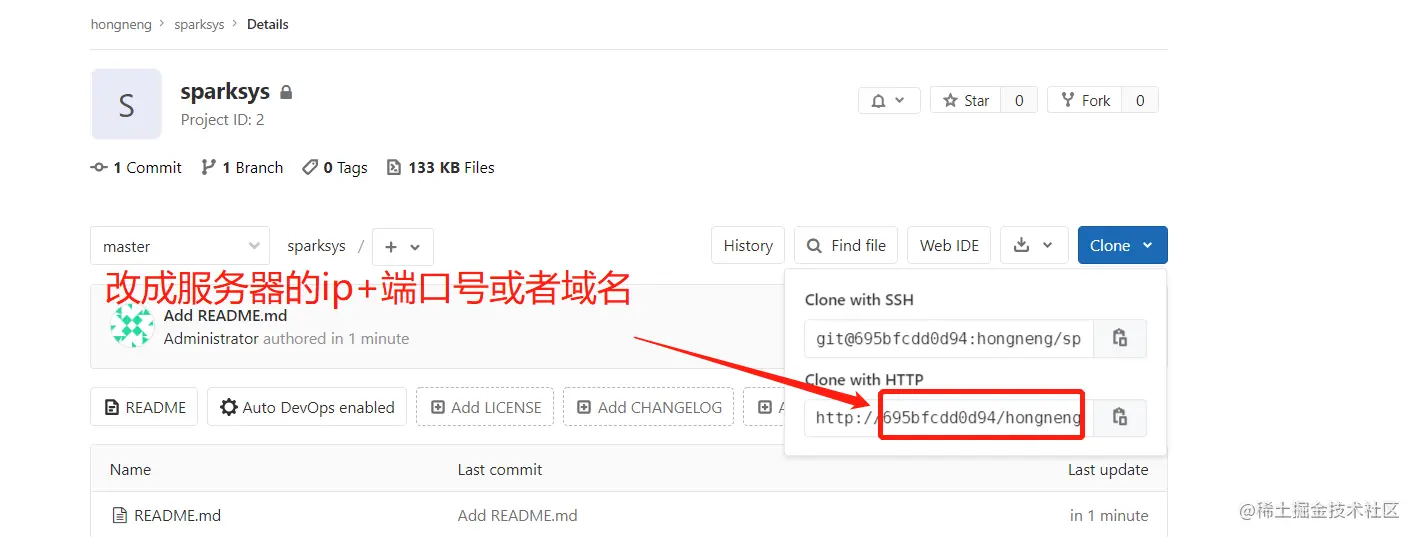 hongneng > sparksys > Details
S
sparksys
Project ID: 2
Star 0
Fork 0
1 Commit 1 Branch 0 Tags 133 KB Files
master
sparksys / +
History
Find file
Web IDE
Clone
改成服务器的ip+端口号或者域名
Add README.md
Administrator authored in 1 minute
Clone with SSH
git@695bfcdd0d94:hongneng/sp
Clone with HTTP
http://695bfcdd0d94/hongneng
README
Auto DevOps enabled
Add LICENSE
Add CHANGELOG
Name Last commit Last update
README.md Add README.md in 1 minute
@稀土掘金技术社区